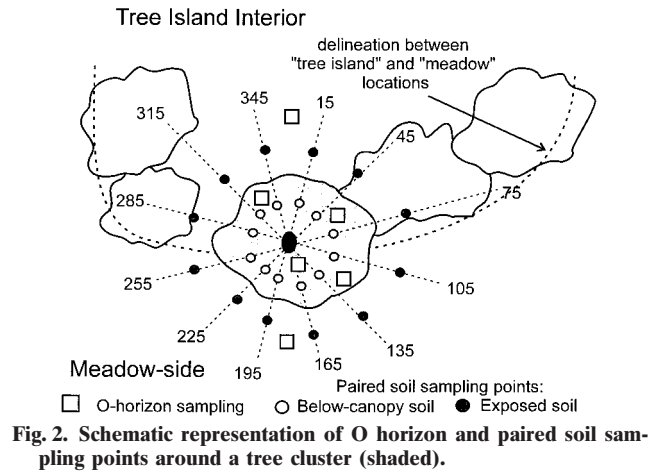 Tree Island Interior
delineation between
"tree island" and "meadow"
locations
345
15
315
45
285
75
255
105
225
135
195
165
Meadow-side
Paired soil sampling points:
O-horizon sampling
Below-canopy soil
Exposed soil
Fig. 2. Schematic representation of O horizon and paired soil sam-
pling points around a tree cluster (shaded).